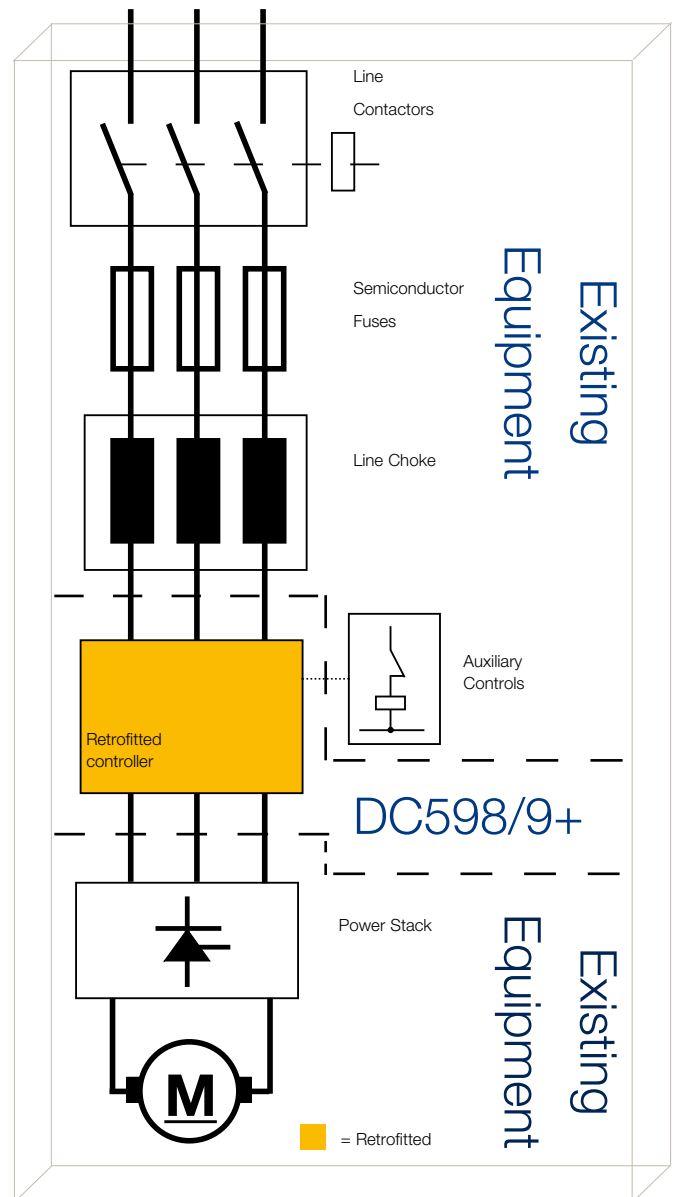 Line
Contactors
Semiconductor
Fuses
Existing
Equipment
Line Choke
Auxiliary
Controls
Retrofitted
controller
DC598/9+
Power Stack
Existing
Equipment
M
= Retrofitted